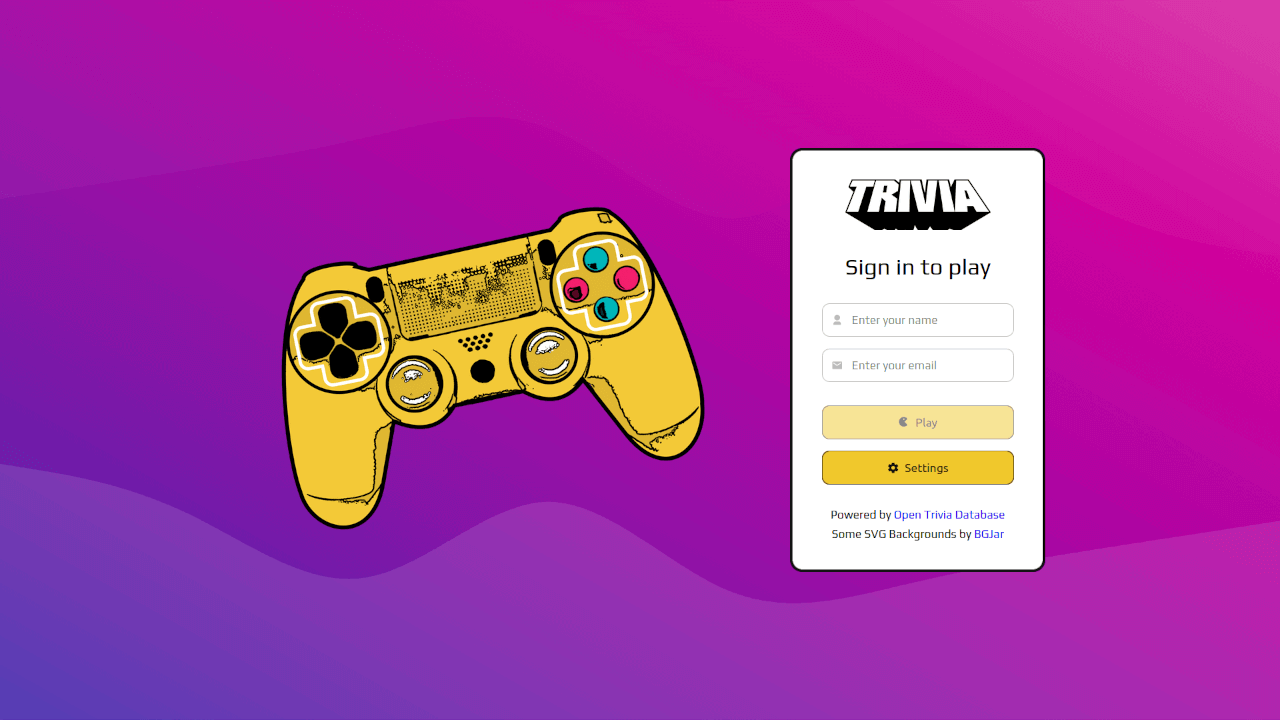 TRIVIA
Sign in to play
Enter your name
Enter your email
Play
Settings
Powered by Open Trivia Database
Some SVG Backgrounds by BGJar